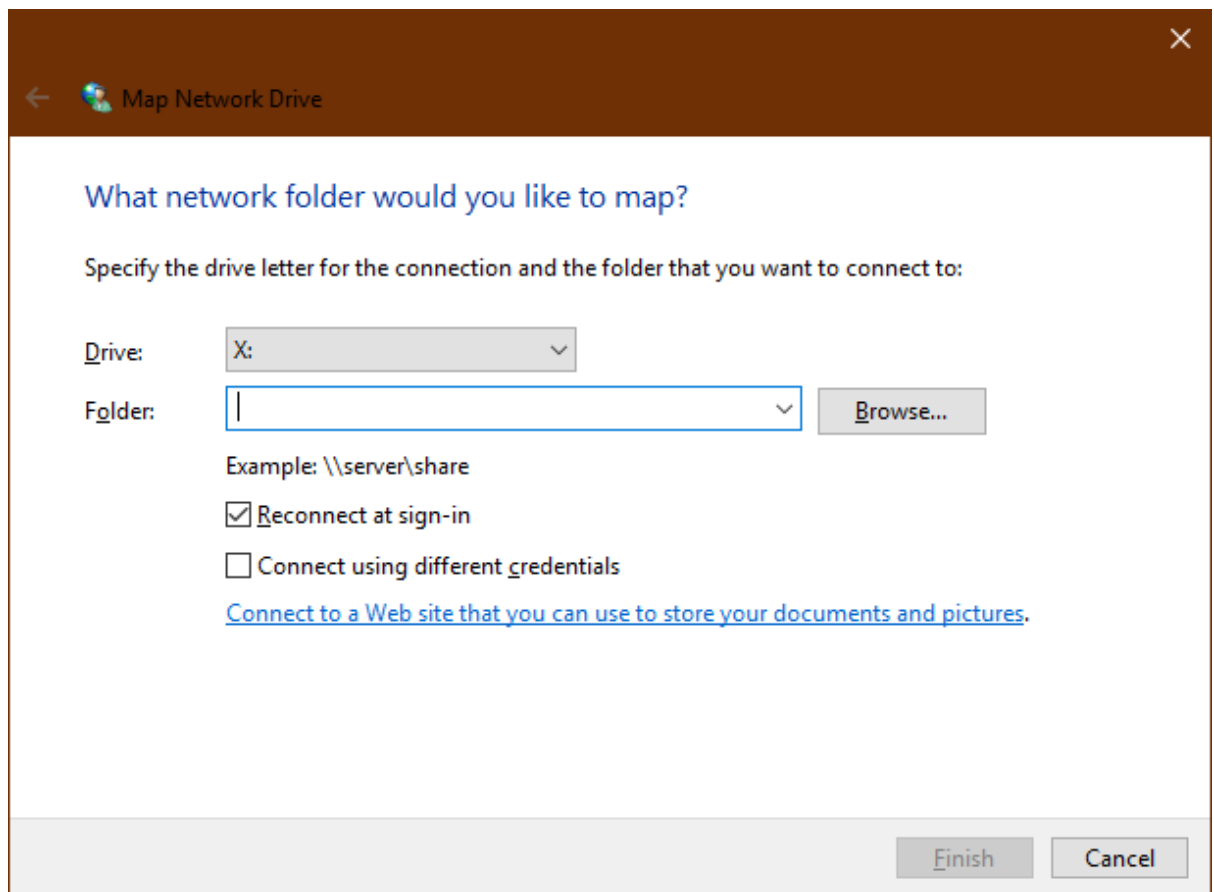 Map Network Drive
What network folder would you like to map?
Specify the drive letter for the connection and the folder that you want to connect to:
Drive: X:
Folder: Browse...
Example: \\server\share
Reconnect at sign-in
Connect using different credentials
Connect to a Web site that you can use to store your documents and pictures.
Finish Cancel